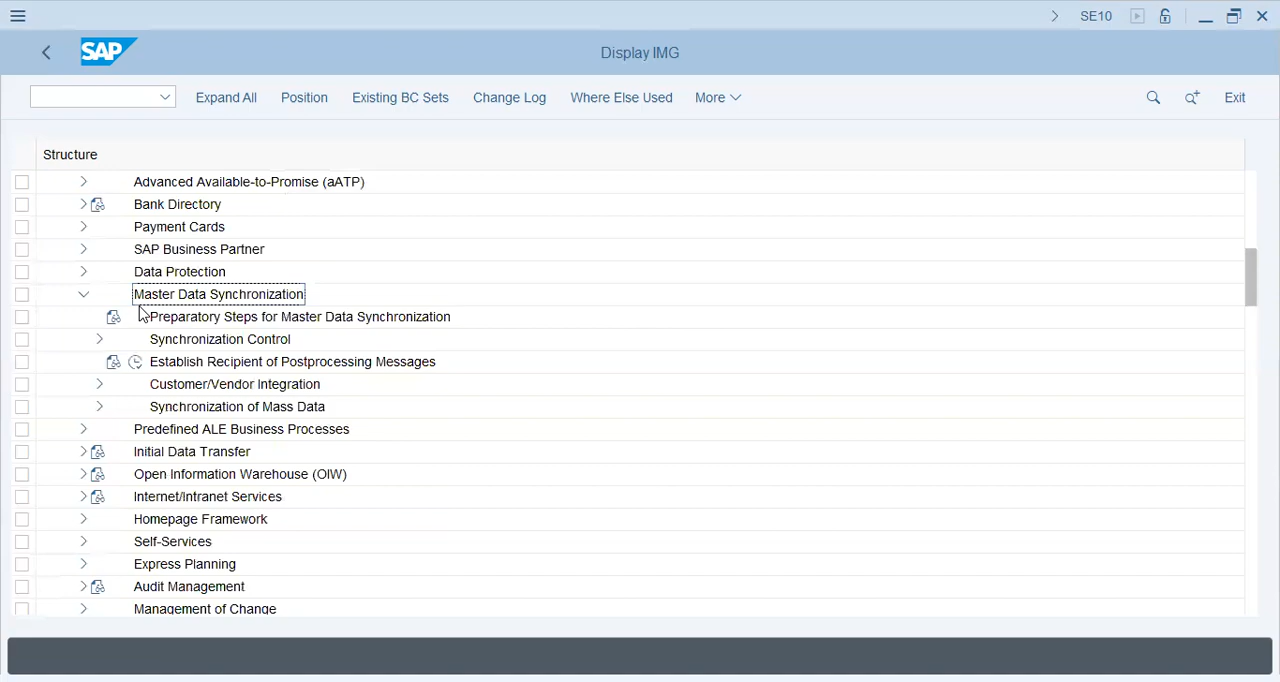 SE10
SAP
Display IMG
Expand All Position Existing BC Sets Change Log Where Else Used More Exit
Structure
Advanced Available-to-Promise (aATP)
Bank Directory
Payment Cards
SAP Business Partner
Data Protection
Master Data Synchronization
Preparatory Steps for Master Data Synchronization
Synchronization Control
Establish Recipient of Postprocessing Messages
Customer/Vendor Integration
Synchronization of Mass Data
Predefined ALE Business Processes
Initial Data Transfer
Open Information Warehouse (OIW)
Internet/Intranet Services
Homepage Framework
Self-Services
Express Planning
Audit Management
Management of Change